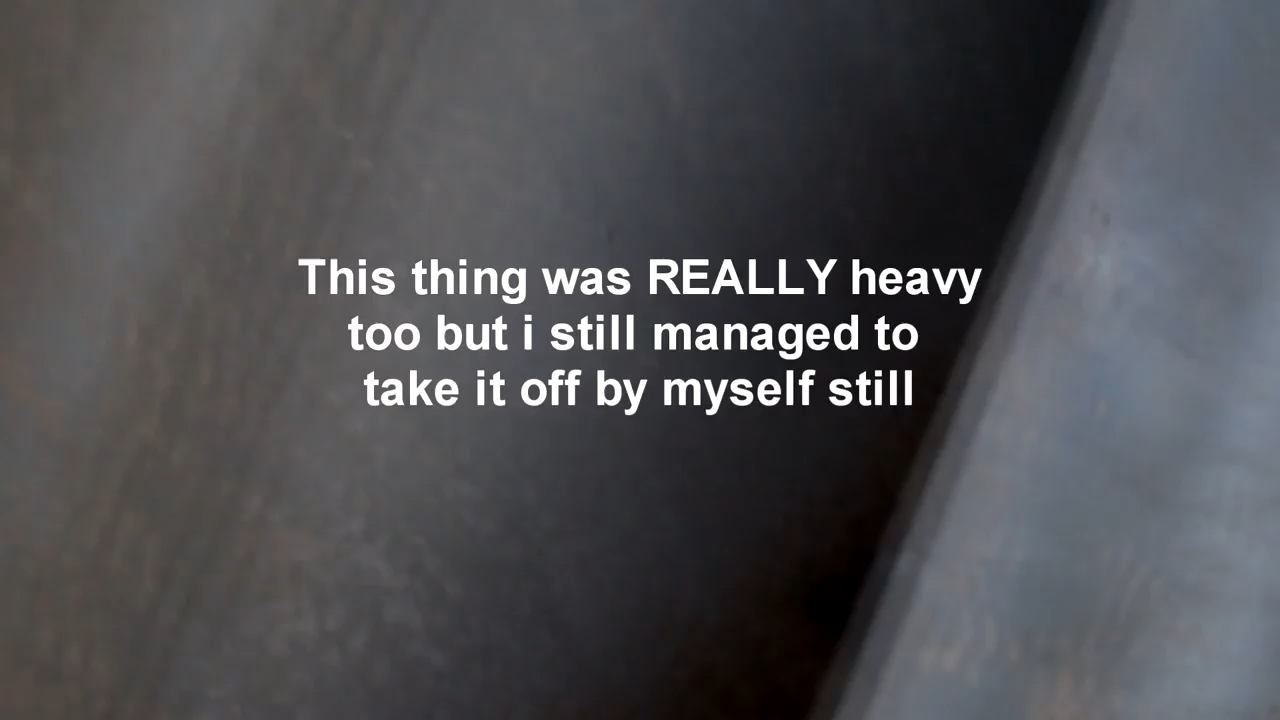 This thing was REALLY heavy
too but i still managed to
take it off by myself still